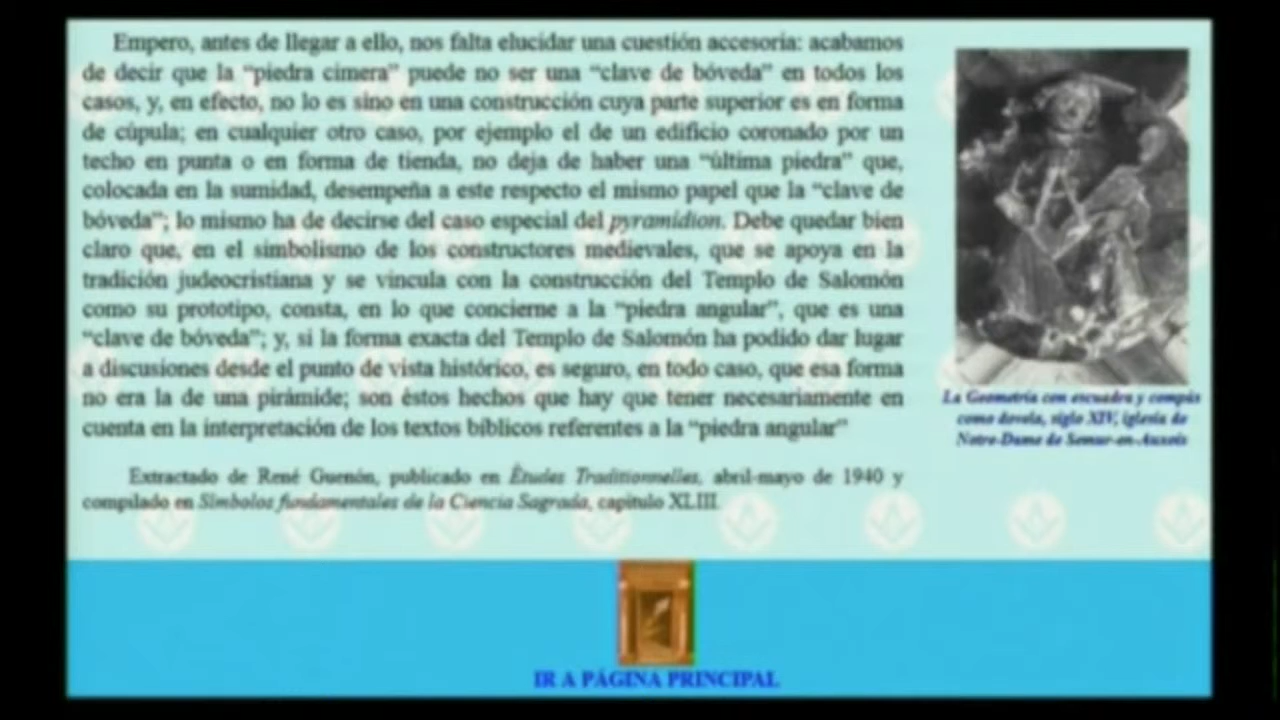 Empero, antes de llegar a ello, nos falta elucidar una cuestión accesoria: acabamos
de decir que la “piedra cimera” puede no ser una “clave de bóveda” en todos los
casos, y, en efecto, no lo es sino en una construcción cuya parte superior es en forma
de cúpula; en cualquier otro caso, por ejemplo el de un edificio coronado por un
techo en punta o en forma de tienda, no deja de haber una “última piedra” que,
colocada en la sumidad, desempeña a este respecto el mismo papel que la “clave de
bóveda”; lo mismo ha de decirse del caso especial del pyramidion. Debe quedar bien
claro que, en el simbolismo de los constructores medievales, que se apoya en la
tradición judeocristiana y se vincula con la construcción del Templo de Salomón
como su prototipo, consta, en lo que concierne a la “piedra angular”, que es una
“clave de bóveda”; y, si la forma exacta del Templo de Salomón ha podido dar lugar
a discusiones desde el punto de vista histórico, es seguro, en todo caso, que esa forma
no era la de una pirámide; son éstos hechos que hay que tener necesariamente en
cuenta en la interpretación de los textos bíblicos referentes a la “piedra angular”
Extractado de René Guenón, publicado en Études Traditionnelles, abril-mayo de 1940 y
compilado en Símbolos fundamentales de la Ciencia Sagrada, capítulo XLIII.
La Geometría con escuadra y compás
como dovela, siglo XIV, iglesia de
Notre-Dame de Semur-en-Auxois
IR A PÁGINA PRINCIPAL